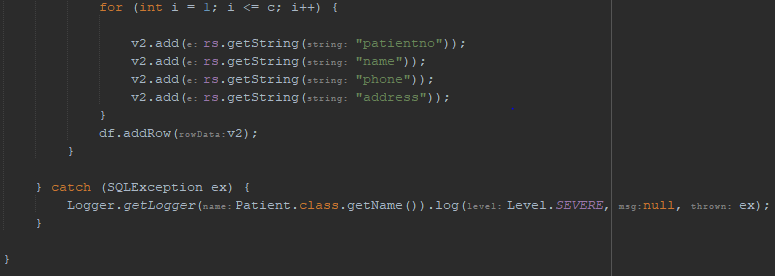 for (int i = 1; i <= c; i++) {
v2.add(e: rs.getString(string: "patientno"));
v2.add(e: rs.getString(string: "name"));
v2.add(e: rs.getString(string: "phone"));
v2.add(e: rs.getString(string: "address"));
}
df.addRow(rowData:v2);
}
} catch (SQLException ex) {
Logger.getLogger(name:Patient.class.getName()).log(level:Level.SEVERE, msg:null, thrown: ex);
}
}